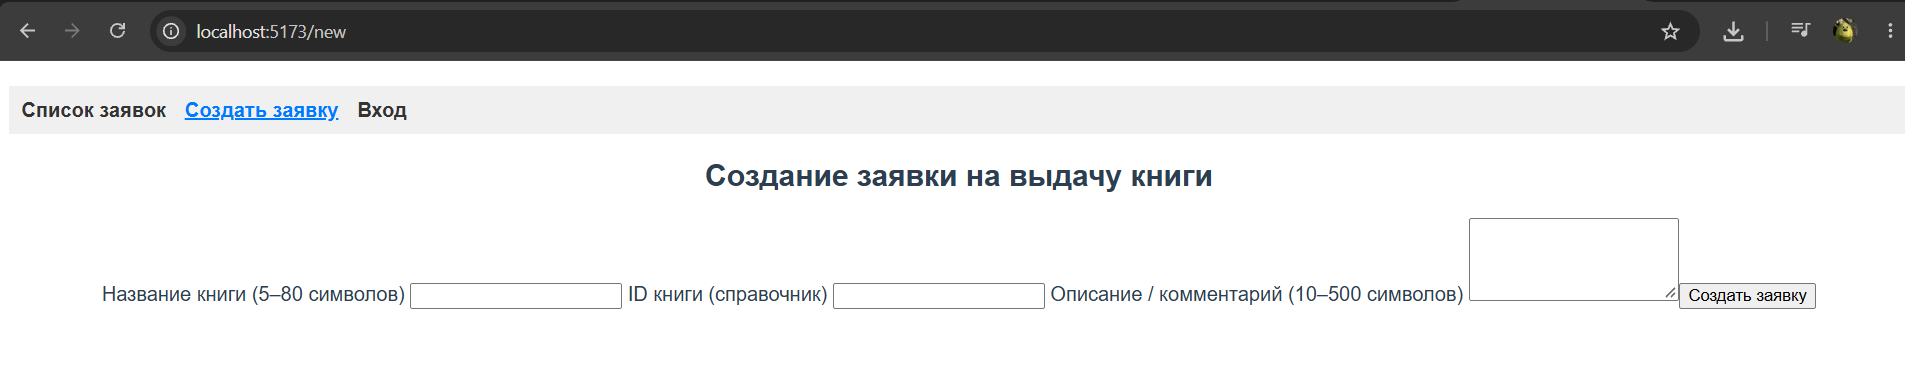 localhost:5173/new
Список заявок Создать заявку Вход
Создание заявки на выдачу книги
Название книги (5–80 символов) ID книги (справочник) Описание / комментарий (10–500 символов) Создать заявку